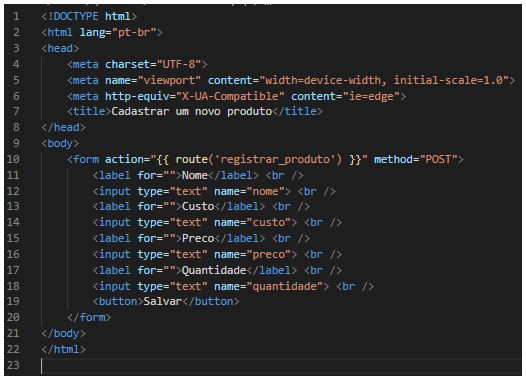 1 <!DOCTYPE html>
2 <html lang="pt-br">
3 <head>
4 <meta charset="UTF-8">
5 <meta name="viewport" content="width=device-width, initial-scale=1.0">
6 <meta http-equiv="X-UA-Compatible" content="ie=edge">
7 <title>Cadastrar um novo produto</title>
8 </head>
9 <body>
10 <form action="{{ route('registrar_produto') }}" method="POST">
11 <label for="">Nome</label> <br />
12 <input type="text" name="nome"> <br />
13 <label for="">Custo</label> <br />
14 <input type="text" name="custo"> <br />
15 <label for="">Preco</label> <br />
16 <input type="text" name="preco"> <br />
17 <label for="">Quantidade</label> <br />
18 <input type="text" name="quantidade"> <br />
19 <button>Salvar</button>
20 </form>
21 </body>
22 </html>
23